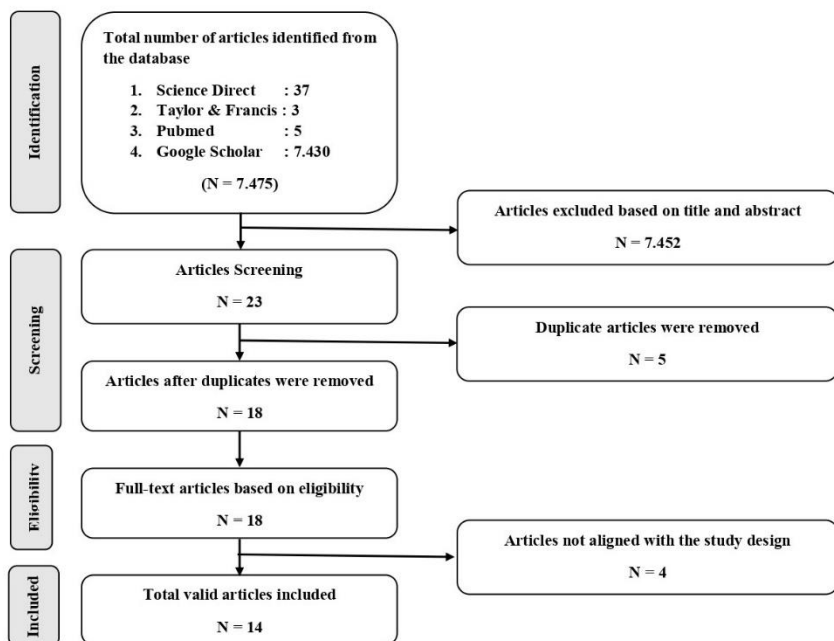 Identification
Total number of articles identified from
the database
1. Science Direct : 37
2. Taylor & Francis : 3
3. Pubmed : 5
4. Google Scholar : 7.430
(N = 7.475)
Articles excluded based on title and abstract
N = 7.452
Screening
Articles Screening
N = 23
Duplicate articles were removed
N = 5
Articles after duplicates were removed
N = 18
Eligibility
Full-text articles based on eligibility
N = 18
Articles not aligned with the study design
N = 4
Included
Total valid articles included
N = 14